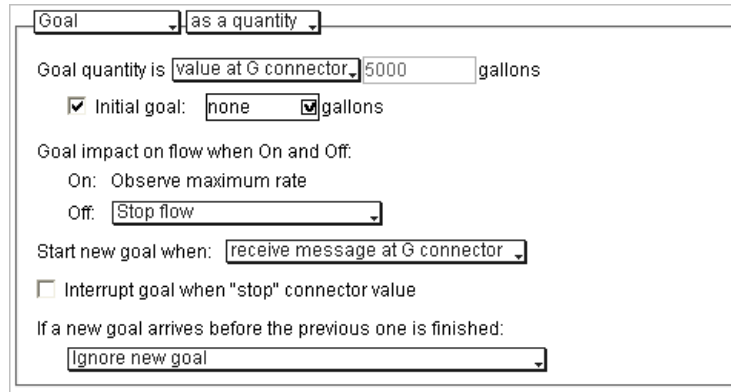 Goal as a quantity
Goal quantity is value at G connector 5000 gallons
Initial goal: none gallons
Goal impact on flow when On and Off:
On: Observe maximum rate
Off: Stop flow
Start new goal when: receive message at G connector
Interrupt goal when "stop" connector value
If a new goal arrives before the previous one is finished:
Ignore new goal